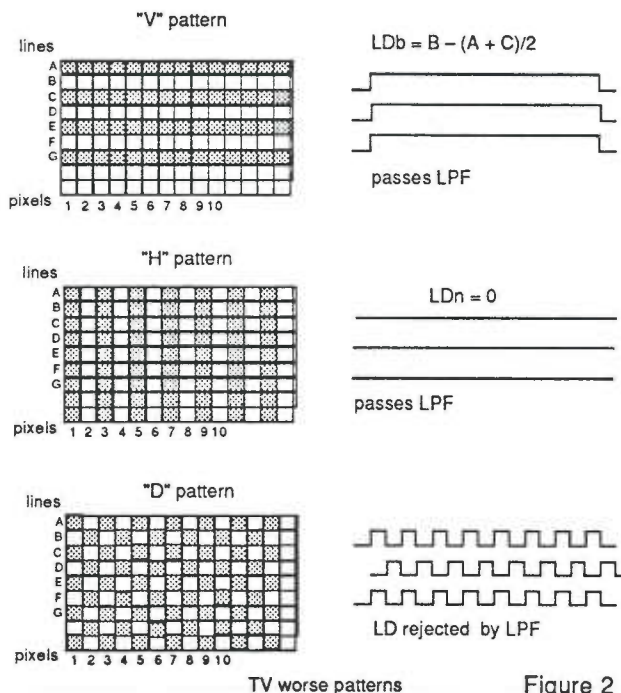 "V" pattern
lines
A
B
C
D
E
F
G
pixels 1 2 3 4 5 6 7 8 9 10
LDb = B – (A + C)/2
passes LPF
"H" pattern
lines
A
B
C
D
E
F
G
pixels 1 2 3 4 5 6 7 8 9 10
LDn = 0
passes LPF
"D" pattern
lines
A
B
C
D
E
F
G
pixels 1 2 3 4 5 6 7 8 9 10
LD rejected by LPF
TV worse patterns
Figure 2